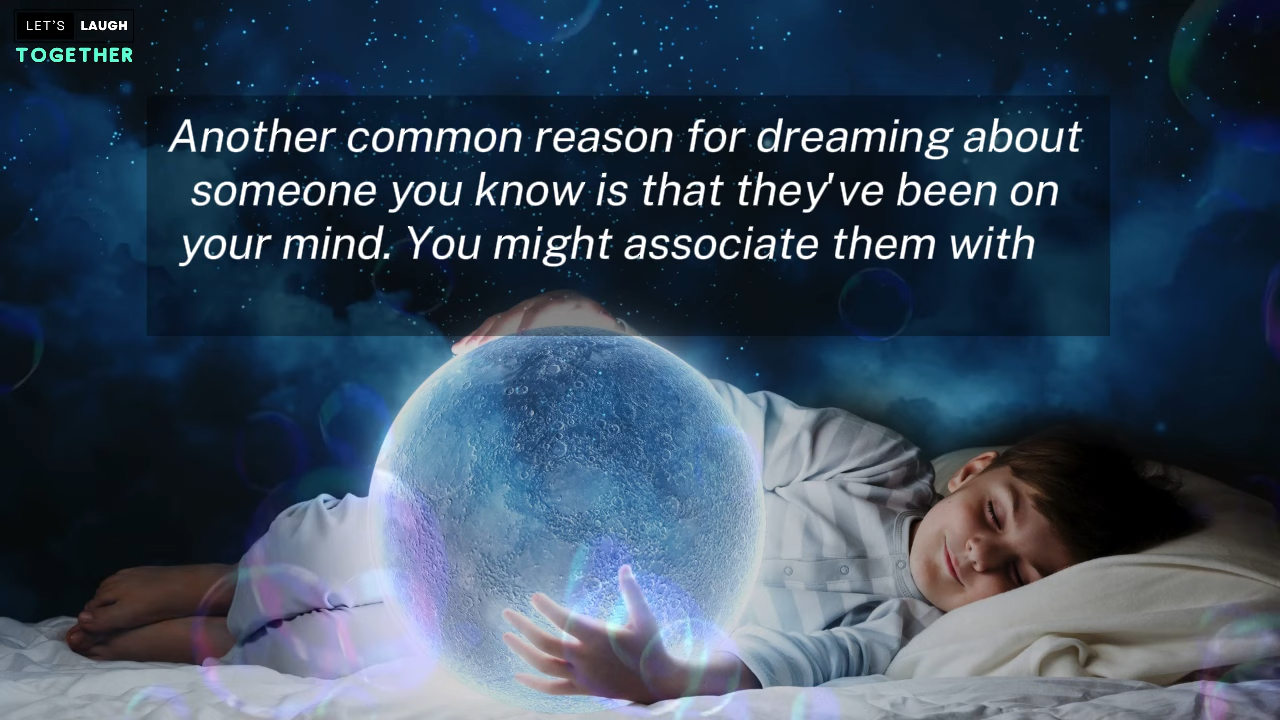 LET'S LAUGH
TOGETHER
Another common reason for dreaming about
someone you know is that they've been on
your mind. You might associate them with